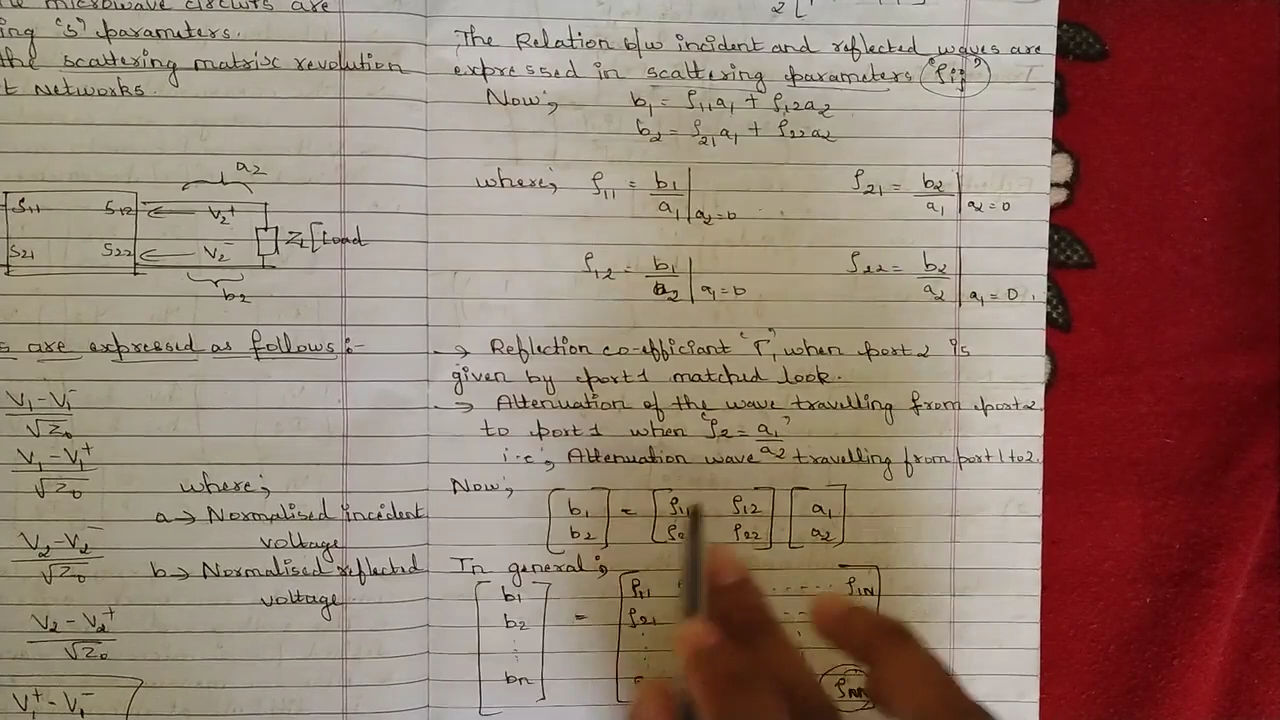 microwave circuits are
ing 'S' parameters.
the scattering matrix revolution
t Networks.
a2
S11 S12 V2+
S21 S22 V2- ZL [Load
b2
s are expressed as follows:-
V1-V1-
√Z0
V1-V1+
√Z0
where;
a→ Normalised incident
voltage
V2-V2-
√Z0
b→ Normalised reflected
voltage
V2-V2+
√Z0
V1+-V1-
2[
The Relation b/w incident and reflected waves are
expressed in scattering parameters "Sij"
Now; b1 = S11a1 + S12a2
b2 = S21a1 + S22a2
where; S11 = b1/a1 | a2=0 S21 = b2/a1 | a2=0
S12 = b1/a2 | a1=0 S22 = b2/a2 | a1=0.
→ Reflection co-efficiant "Γ", when port 2 is
given by port1 matched look.
→ Attenuation of the wave travelling from port2
to port1 when "S2 = a1/a2"
i.e; Attenuation wave travelling from port 1 to 2.
Now;
[b1] = [S11 S12] [a1]
[b2] [S2 S22] [a2]
In general;
b1 S11 ---- S1N
b2 = S21 --
⋮ ⋮
bn SNN